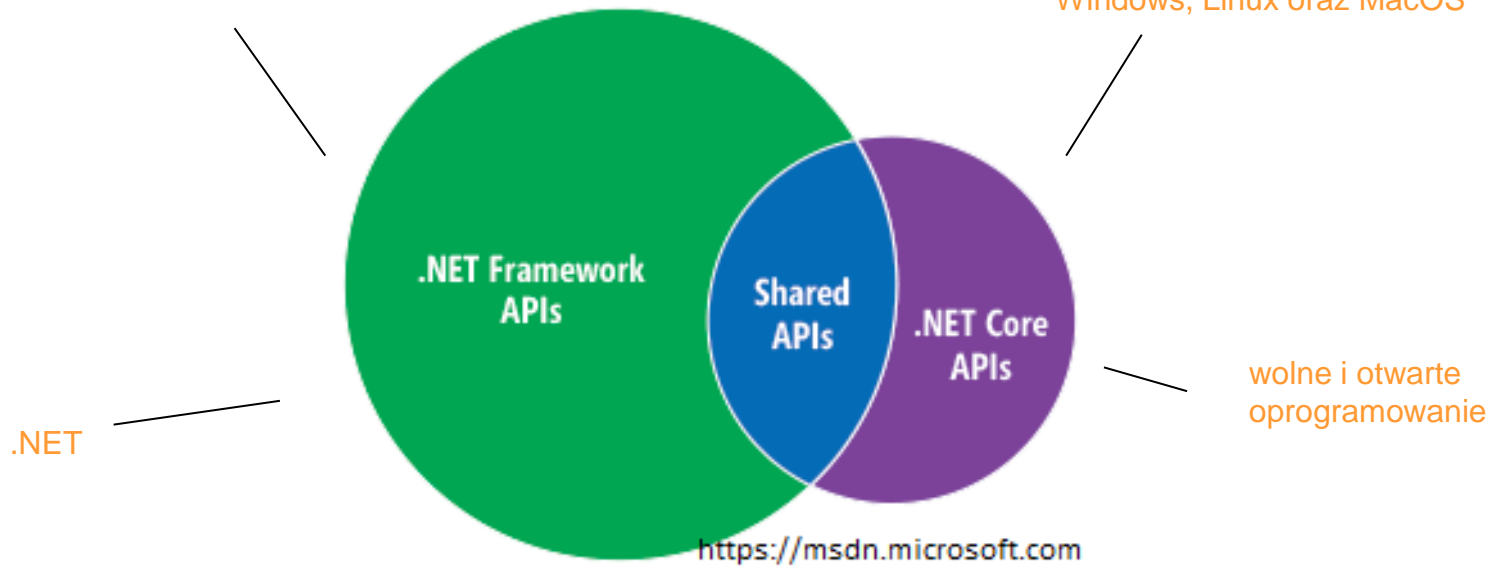 Windows, Linux oraz MacOS
.NET Framework
APIs
Shared
APIs
.NET Core
APIs
wolne i otwarte
oprogramowanie
.NET
https://msdn.microsoft.com